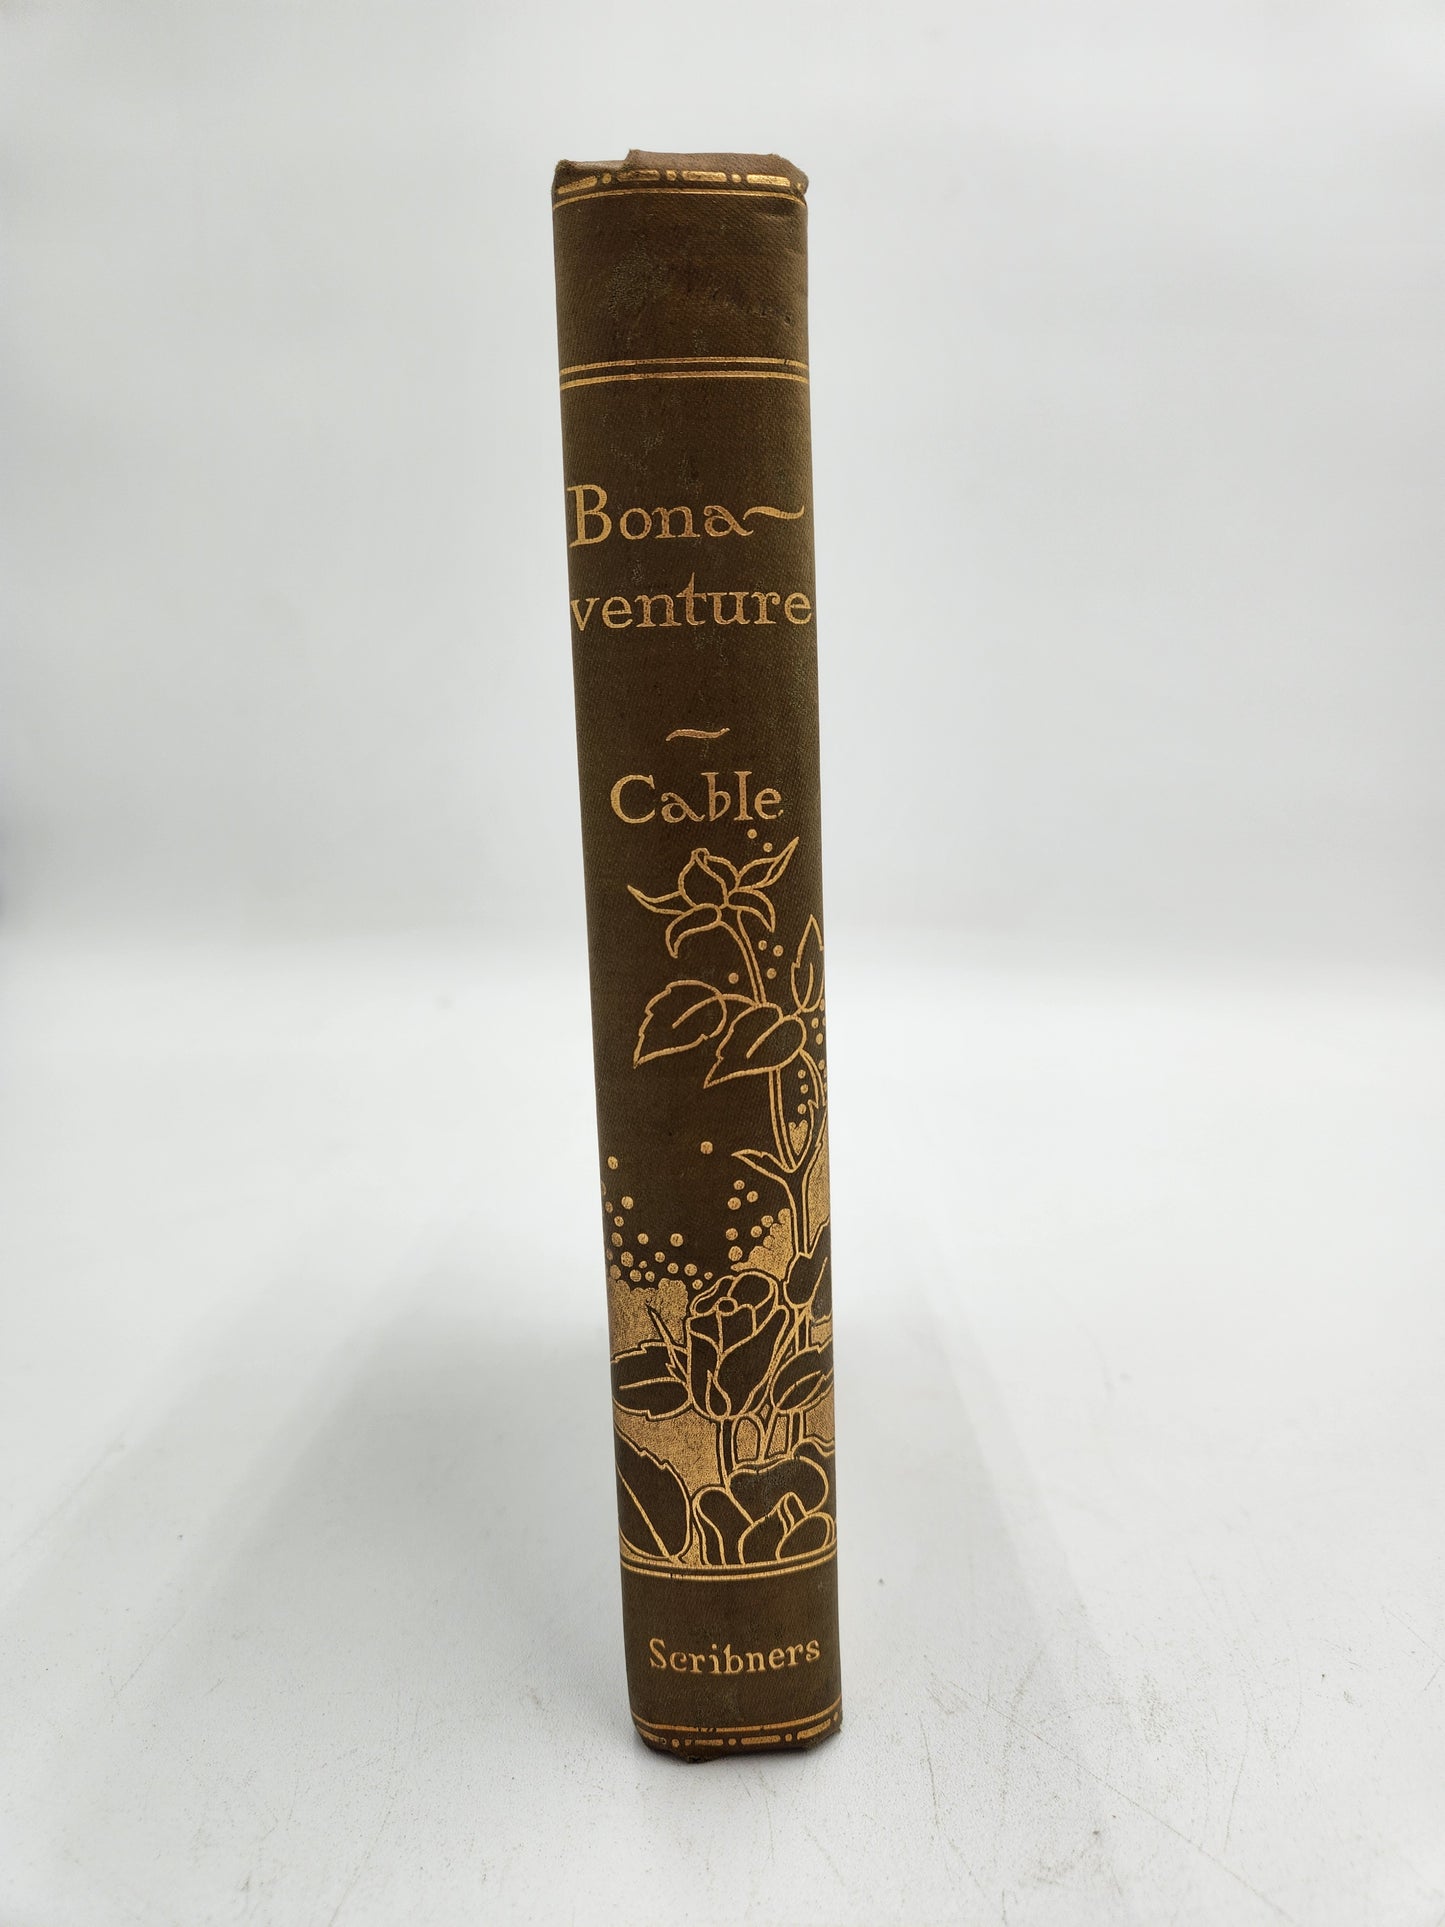 Bona~
venture
~
Cable
Scribners